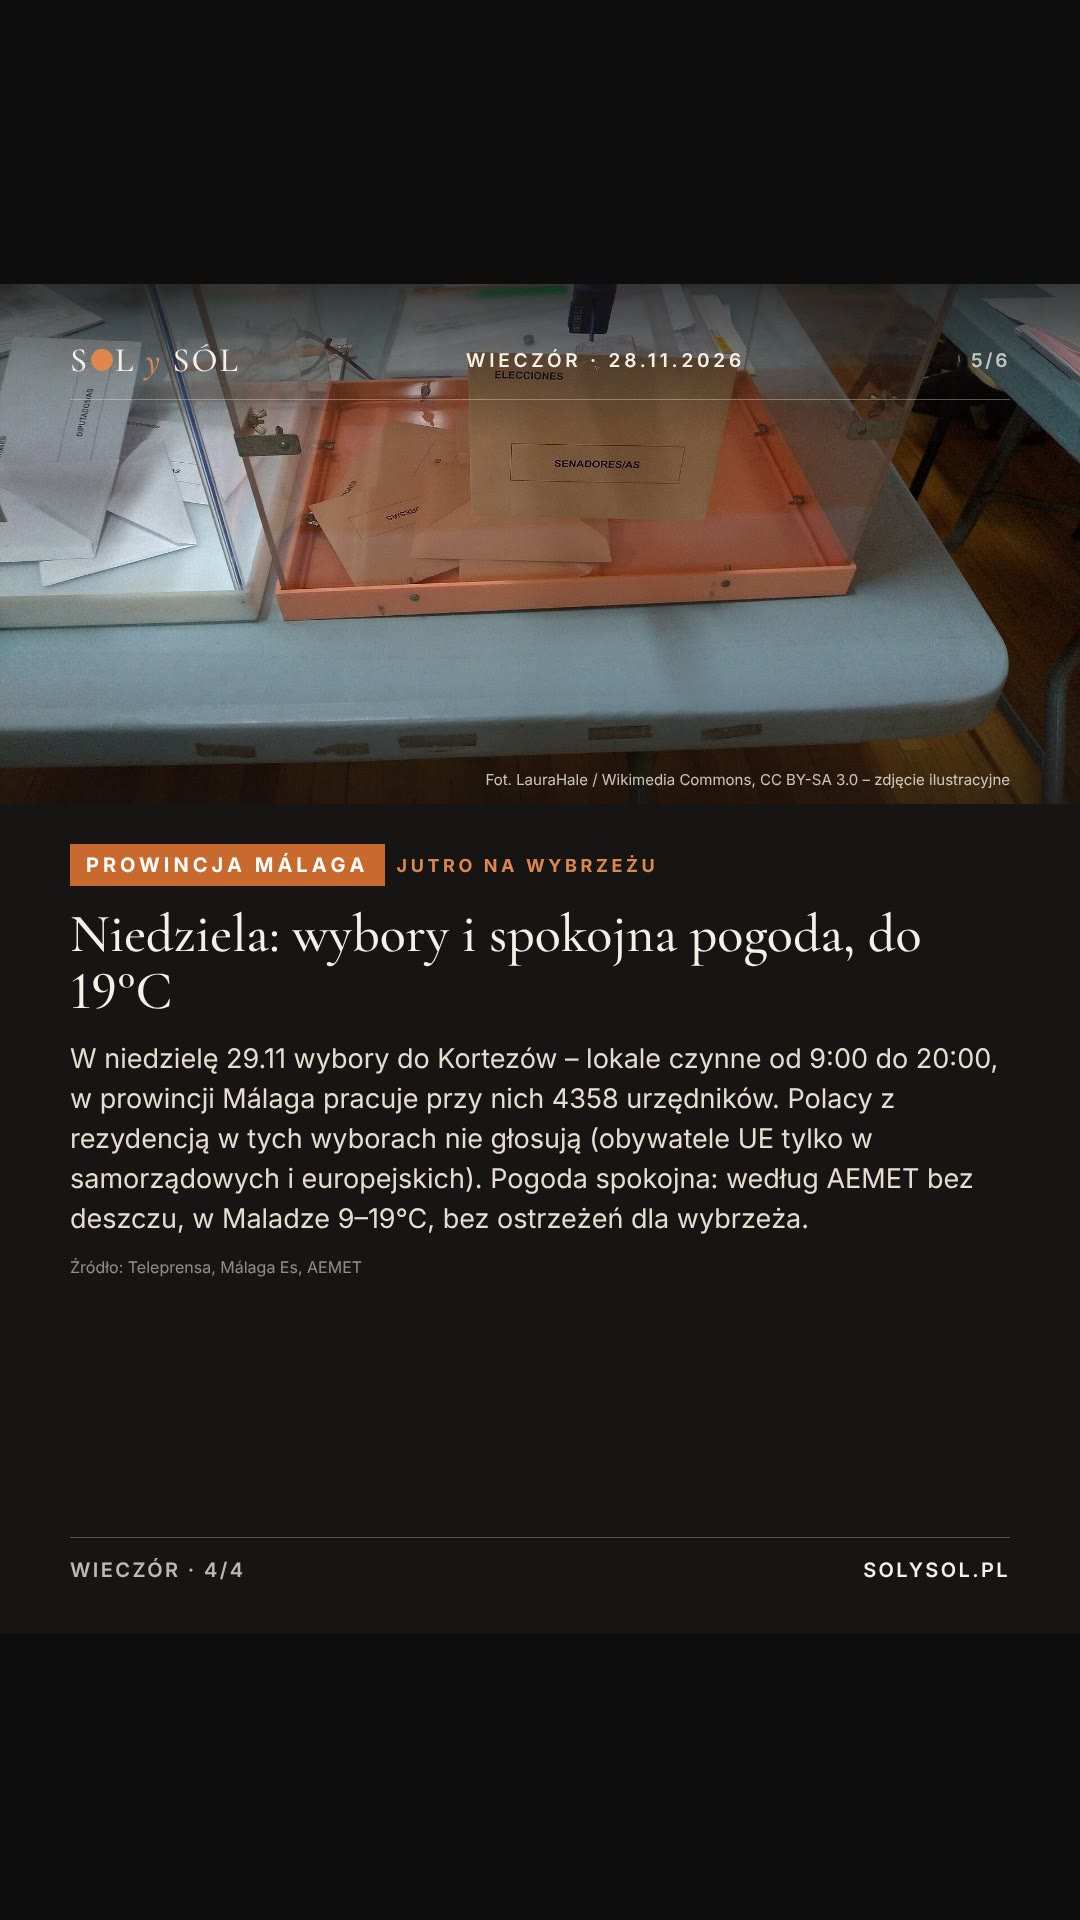 SOL y SÓL
WIECZÓR · 28.11.2026
5/6
DIPUTADOS/AS
ELECCIONES
SENADORES/AS
Fot. LauraHale / Wikimedia Commons, CC BY-SA 3.0 – zdjęcie ilustracyjne
PROWINCJA MÁLAGA JUTRO NA WYBRZEŻU
Niedziela: wybory i spokojna pogoda, do
19°C
W niedzielę 29.11 wybory do Kortezów – lokale czynne od 9:00 do 20:00,
w prowincji Málaga pracuje przy nich 4358 urzędników. Polacy z
rezydencją w tych wyborach nie głosują (obywatele UE tylko w
samorządowych i europejskich). Pogoda spokojna: według AEMET bez
deszczu, w Maladze 9–19°C, bez ostrzeżeń dla wybrzeża.
Źródło: Teleprensa, Málaga Es, AEMET
WIECZÓR · 4/4
SOLYSOL.PL